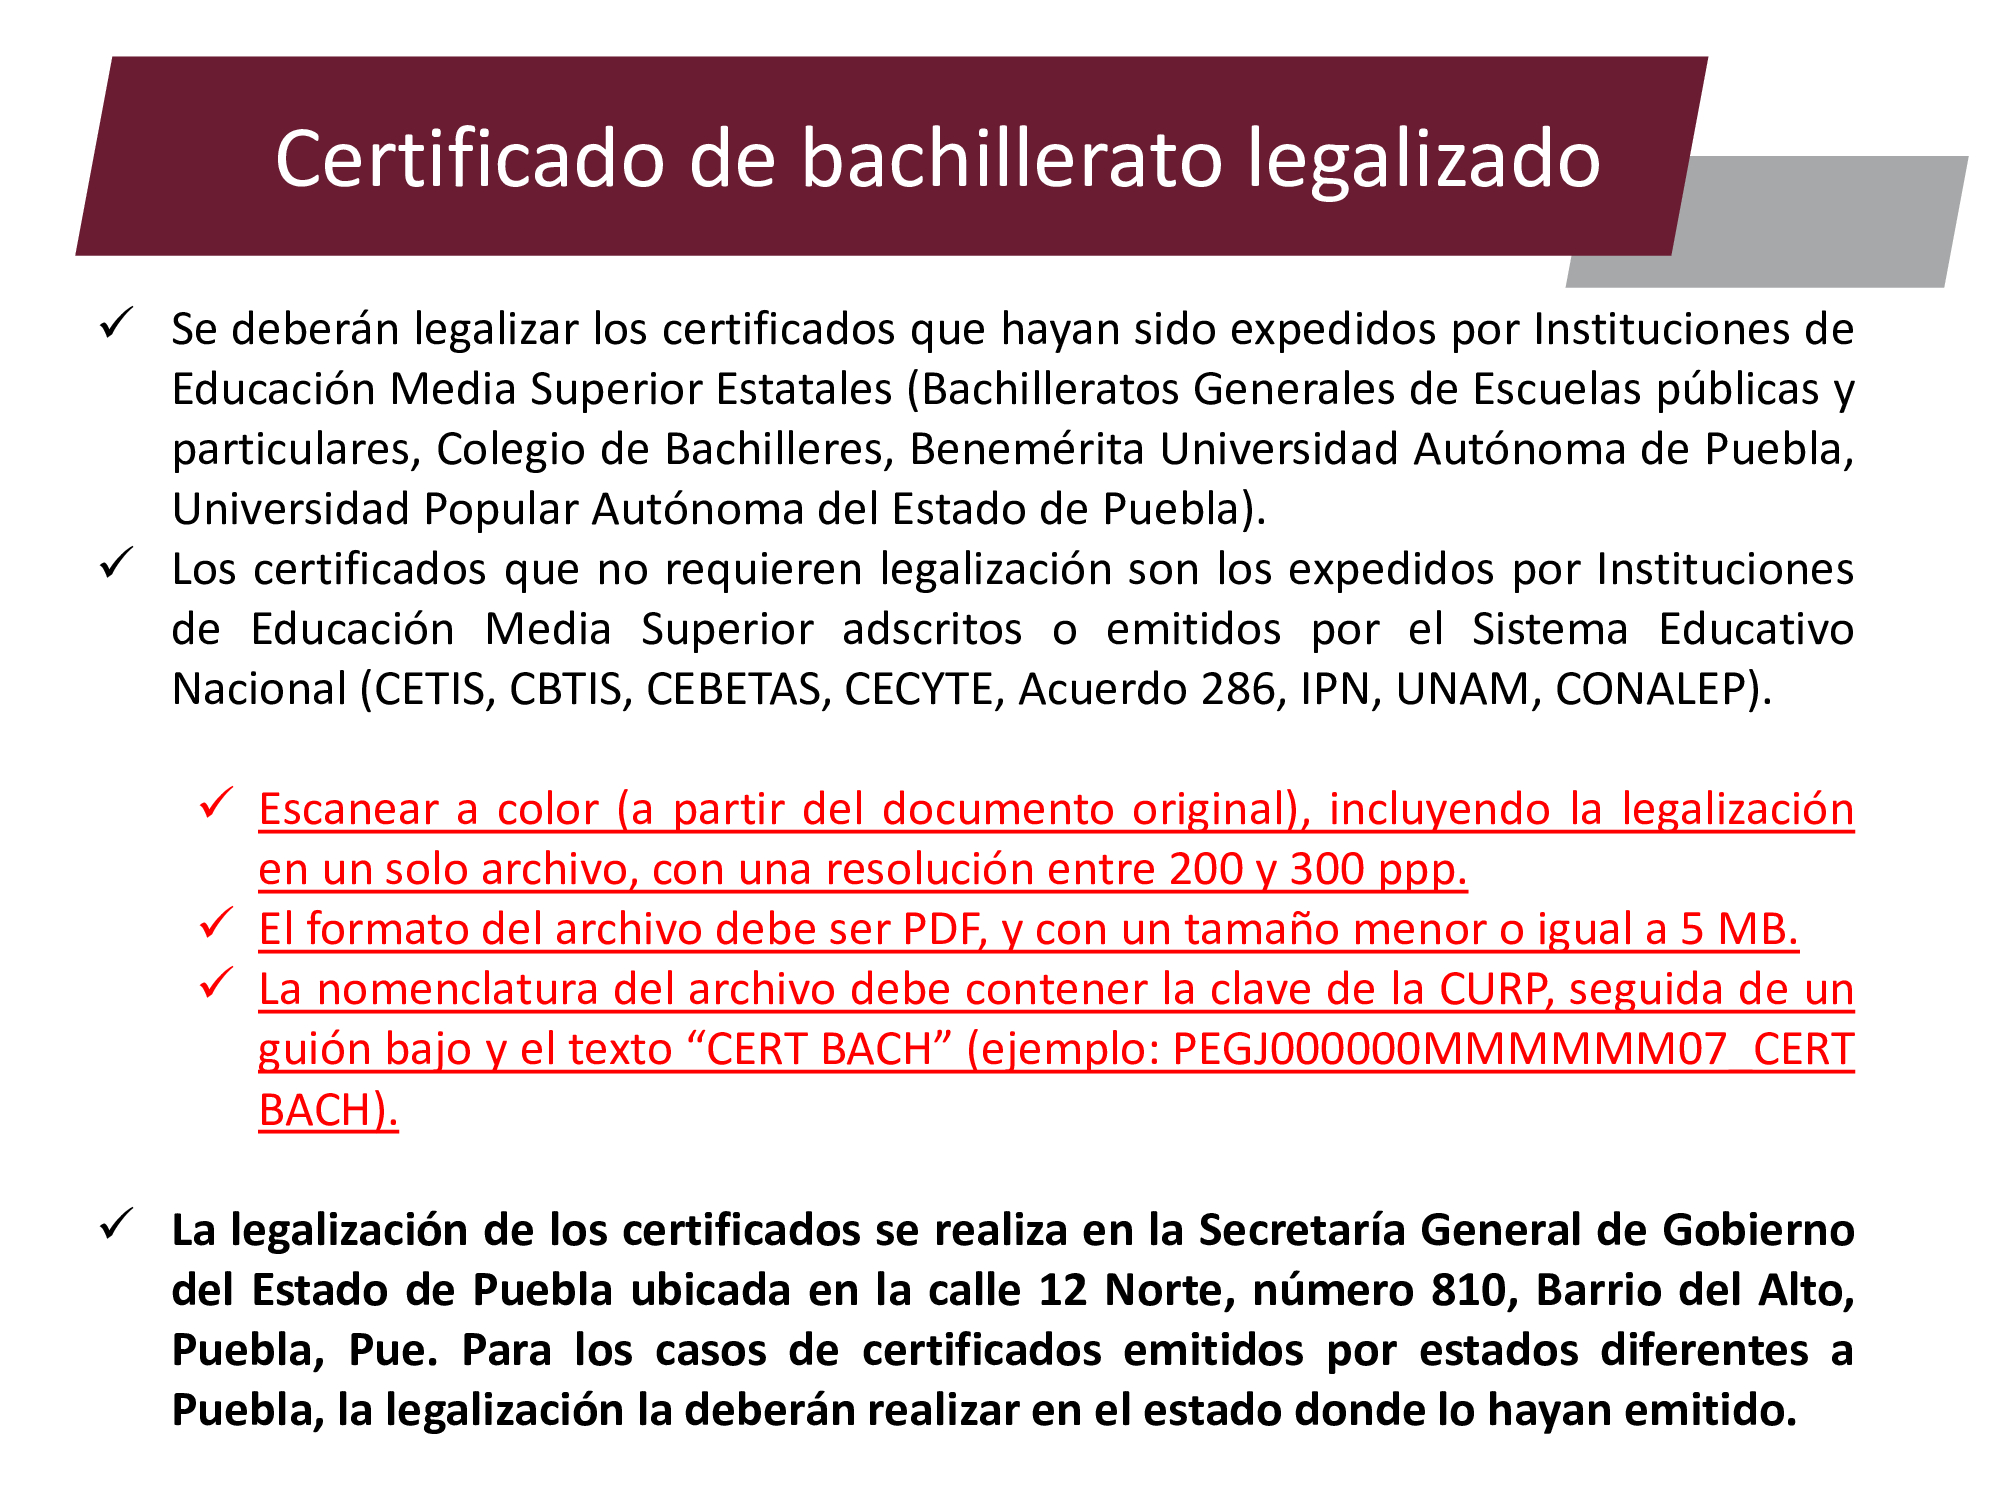 Certificado de bachillerato legalizado
✓ Se deberán legalizar los certificados que hayan sido expedidos por Instituciones de
Educación Media Superior Estatales (Bachilleratos Generales de Escuelas públicas y
particulares, Colegio de Bachilleres, Benemérita Universidad Autónoma de Puebla,
Universidad Popular Autónoma del Estado de Puebla).
✓ Los certificados que no requieren legalización son los expedidos por Instituciones
de Educación Media Superior adscritos o emitidos por el Sistema Educativo
Nacional (CETIS, CBTIS, CEBETAS, CECYTE, Acuerdo 286, IPN, UNAM, CONALEP).
✓ Escanear a color (a partir del documento original), incluyendo la legalización
en un solo archivo, con una resolución entre 200 y 300 ppp.
✓ El formato del archivo debe ser PDF, y con un tamaño menor o igual a 5 MB.
✓ La nomenclatura del archivo debe contener la clave de la CURP, seguida de un
guión bajo y el texto “CERT BACH” (ejemplo: PEGJ000000MMMMMM07_CERT
BACH).
✓ La legalización de los certificados se realiza en la Secretaría General de Gobierno
del Estado de Puebla ubicada en la calle 12 Norte, número 810, Barrio del Alto,
Puebla, Pue. Para los casos de certificados emitidos por estados diferentes a
Puebla, la legalización la deberán realizar en el estado donde lo hayan emitido.